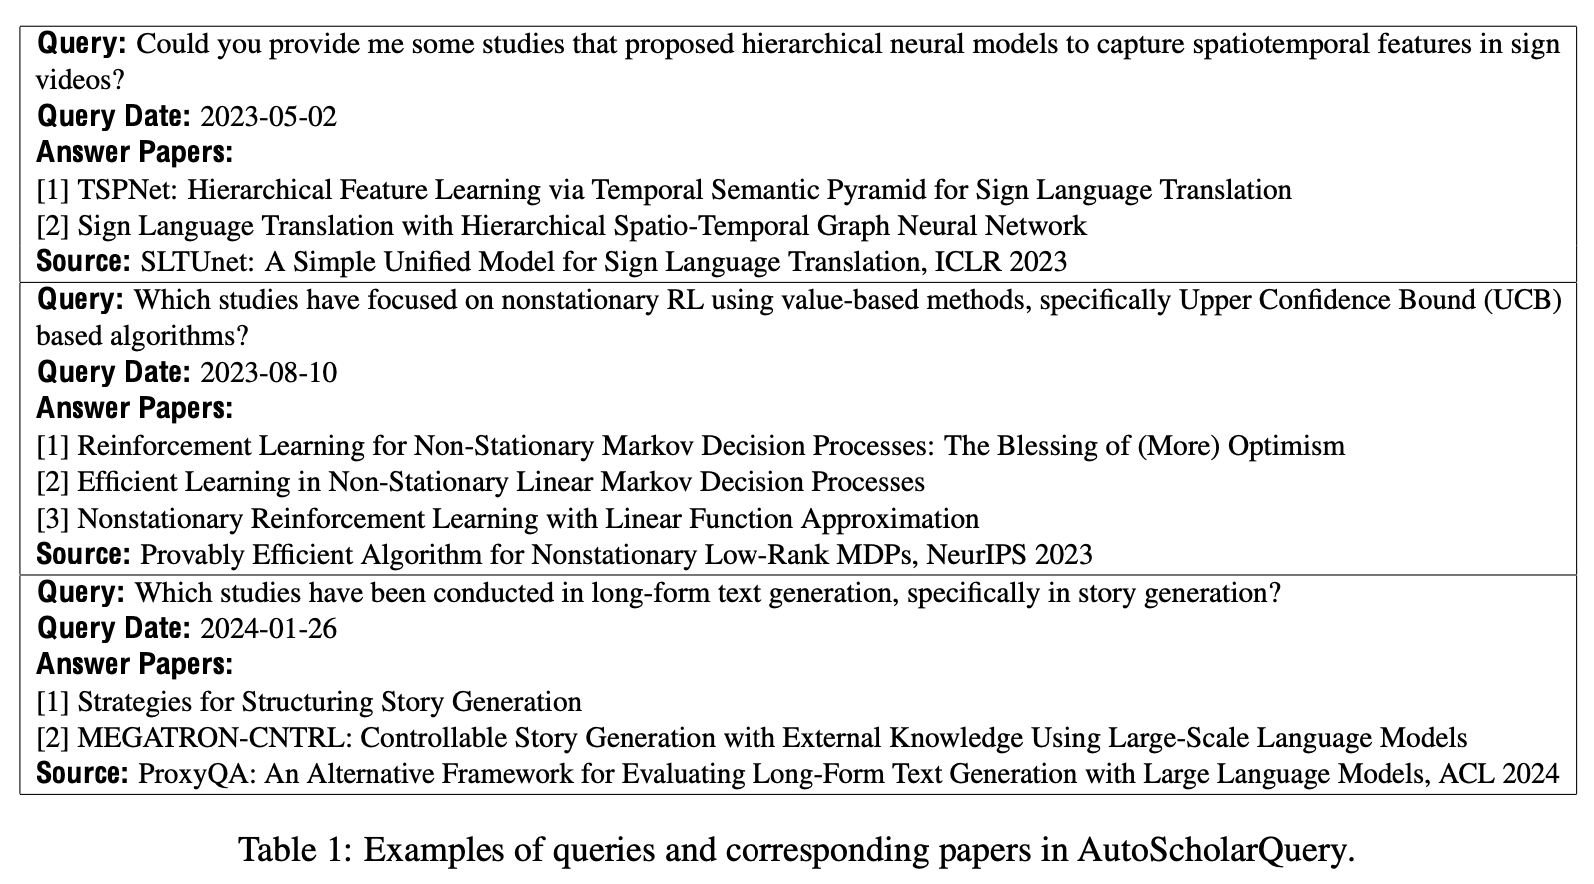 Query: Could you provide me some studies that proposed hierarchical neural models to capture spatiotemporal features in sign
videos?
Query Date: 2023-05-02
Answer Papers:
[1] TSPNet: Hierarchical Feature Learning via Temporal Semantic Pyramid for Sign Language Translation
[2] Sign Language Translation with Hierarchical Spatio-Temporal Graph Neural Network
Source: SLTUnet: A Simple Unified Model for Sign Language Translation, ICLR 2023
Query: Which studies have focused on nonstationary RL using value-based methods, specifically Upper Confidence Bound (UCB)
based algorithms?
Query Date: 2023-08-10
Answer Papers:
[1] Reinforcement Learning for Non-Stationary Markov Decision Processes: The Blessing of (More) Optimism
[2] Efficient Learning in Non-Stationary Linear Markov Decision Processes
[3] Nonstationary Reinforcement Learning with Linear Function Approximation
Source: Provably Efficient Algorithm for Nonstationary Low-Rank MDPs, NeurIPS 2023
Query: Which studies have been conducted in long-form text generation, specifically in story generation?
Query Date: 2024-01-26
Answer Papers:
[1] Strategies for Structuring Story Generation
[2] MEGATRON-CNTRL: Controllable Story Generation with External Knowledge Using Large-Scale Language Models
Source: ProxyQA: An Alternative Framework for Evaluating Long-Form Text Generation with Large Language Models, ACL 2024
Table 1: Examples of queries and corresponding papers in AutoScholarQuery.